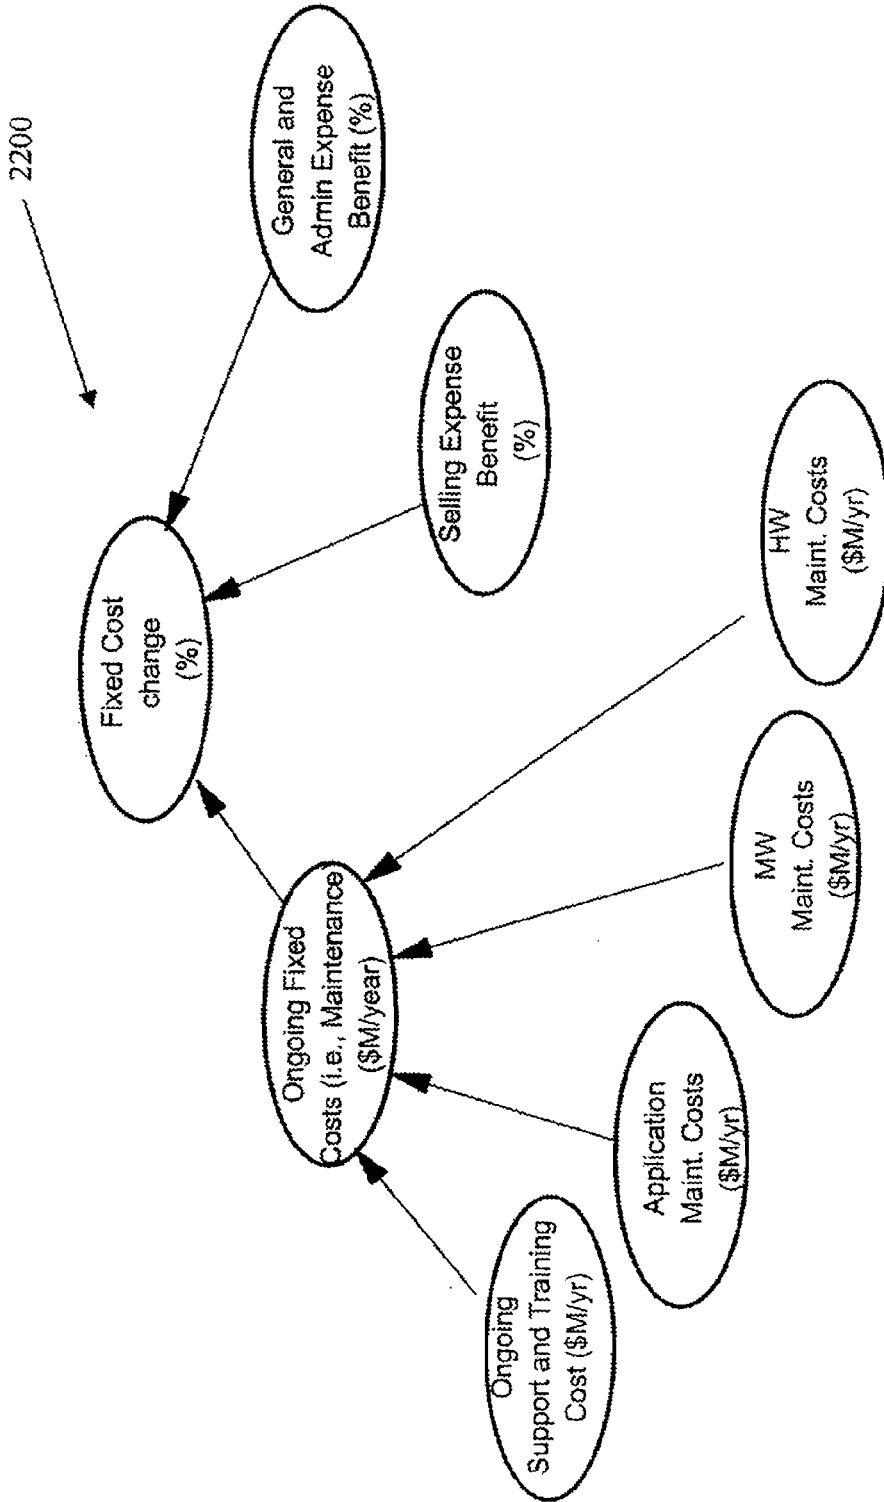 2200
Fixed Cost
change
(%)
General and
Admin Expense
Benefit (%)
Selling Expense
Benefit
(%)
Ongoing Fixed
Costs (i.e., Maintenance
($M/year)
Ongoing
Support and Training
Cost ($M/yr)
Application
Maint. Costs
($M/yr)
MW
Maint. Costs
($M/yr)
HW
Maint. Costs
($M/yr)